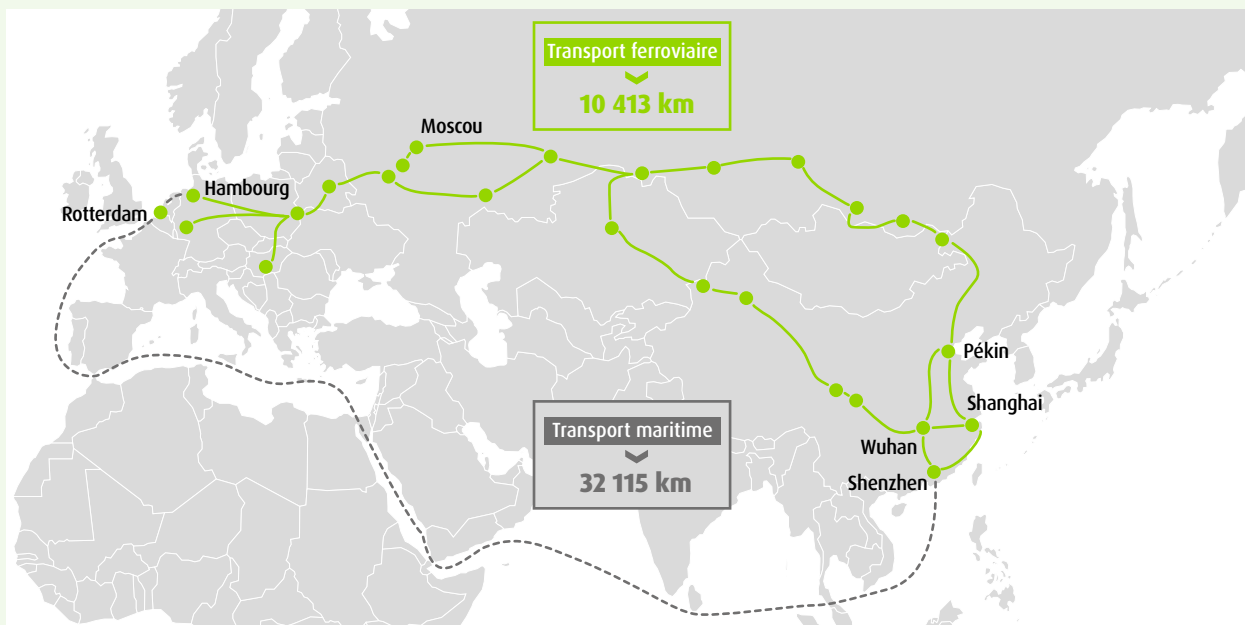 Transport ferroviaire
10 413 km
Moscou
Hambourg
Rotterdam
Pékin
Shanghai
Transport maritime
Wuhan
32 115 km
Shenzhen